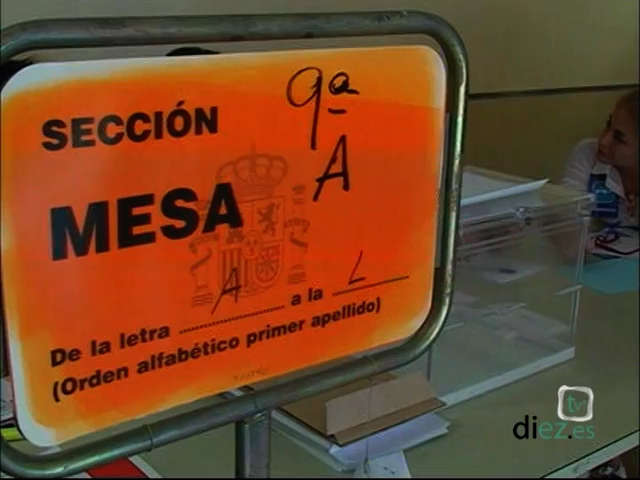 SECCIÓN 9ª
MESA A
De la letra A a la L
(Orden alfabético primer apellido)
tv
diez.es